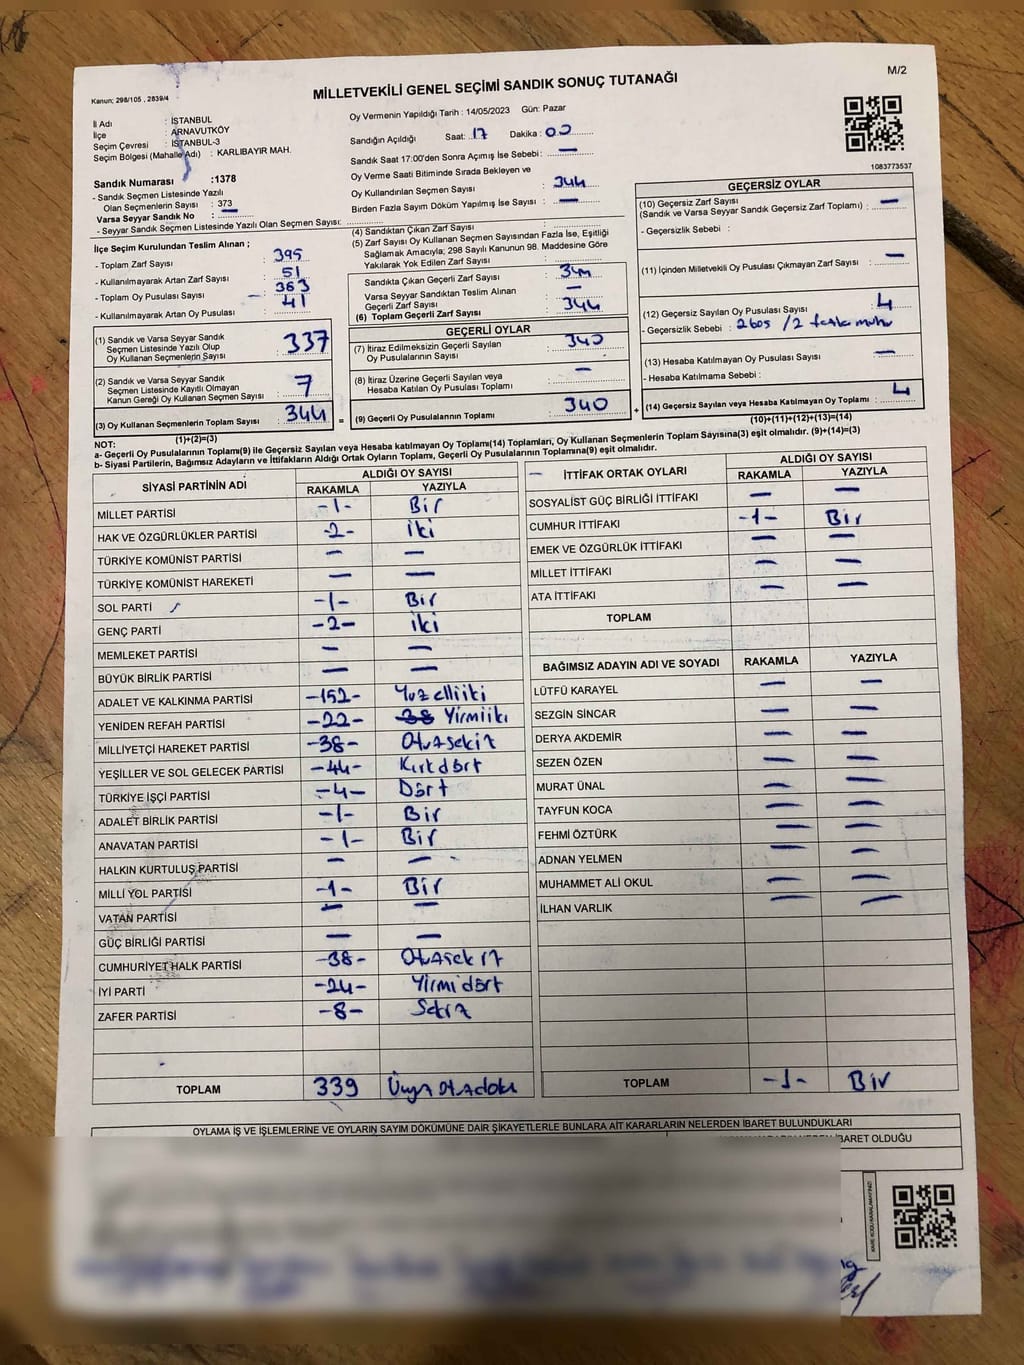 M/2
MİLLETVEKİLİ GENEL SEÇİMİ SANDIK SONUÇ TUTANAĞI
Kanun; 298/105 , 2839/4
Oy Vermenin Yapıldığı Tarih : 14/05/2023 Gün: Pazar
İl Adı : İSTANBUL
İlçe : ARNAVUTKÖY
Seçim Çevresi : İSTANBUL-3
Seçim Bölgesi (Mahalle Adı) : KARLIBAYIR MAH.
Sandık Numarası :1378
- Sandık Seçmen Listesinde Yazılı
Olan Seçmenlerin Sayısı : 373
Varsa Seyyar Sandık No : —
- Seyyar Sandık Seçmen Listesinde Yazılı Olan Seçmen Sayısı:
Sandığın Açıldığı Saat: 17 Dakika : 00
Sandık Saat 17:00'den Sonra Açımış İse Sebebi: —
Oy Verme Saati Bitiminde Sırada Bekleyen ve
Oy Kullandırılan Seçmen Sayısı : 344
Birden Fazla Sayım Döküm Yapılmış İse Sayısı : —
1083773537
İlçe Seçim Kurulundan Teslim Alınan ;
- Toplam Zarf Sayısı : 395
- Kullanılmayarak Artan Zarf Sayısı : 51
- Toplam Oy Pusulası Sayısı : 383
- Kullanılmayarak Artan Oy Pusulası : 41
(1) Sandık ve Varsa Seyyar Sandık
Seçmen Listesinde Yazılı Olup
Oy Kullanan Seçmenlerin Sayısı : 337
(2) Sandık ve Varsa Seyyar Sandık
Seçmen Listesinde Kayıtlı Olmayan
Kanun Gereği Oy Kullanan Seçmen Sayısı : 7
(3) Oy Kullanan Seçmenlerin Toplam Sayısı : 344
(1)+(2)=(3)
(4) Sandıktan Çıkan Zarf Sayısı :
(5) Zarf Sayısı Oy Kullanan Seçmen Sayısından Fazla İse, Eşitliği
Sağlamak Amacıyla; 298 Sayılı Kanunun 98. Maddesine Göre
Yakılarak Yok Edilen Zarf Sayısı :
Sandıkta Çıkan Geçerli Zarf Sayısı : 344
Varsa Seyyar Sandıktan Teslim Alınan
Geçerli Zarf Sayısı : —
(6) Toplam Geçerli Zarf Sayısı : 344
GEÇERLİ OYLAR
(7) İtiraz Edilmeksizin Geçerli Sayılan
Oy Pusulalarının Sayısı : 340
(8) İtiraz Üzerine Geçerli Sayılan veya
Hesaba Katılan Oy Pusulası Toplamı : —
= (9) Geçerli Oy Pusulalarının Toplamı : 340
GEÇERSİZ OYLAR
(10) Geçersiz Zarf Sayısı
(Sandık ve Varsa Seyyar Sandık Geçersiz Zarf Toplamı) : —
- Geçersizlik Sebebi :
(11) İçinden Milletvekili Oy Pusulası Çıkmayan Zarf Sayısı : —
(12) Geçersiz Sayılan Oy Pusulası Sayısı : 4
- Geçersizlik Sebebi : 2 boş / 2 fazla mühü
(13) Hesaba Katılmayan Oy Pusulası Sayısı : —
- Hesaba Katılmama Sebebi :
+ (14) Geçersiz Sayılan veya Hesaba Katılmayan Oy Toplamı : 4
(10)+(11)+(12)+(13)=(14)
NOT:
a- Geçerli Oy Pusulalarının Toplamı(9) ile Geçersiz Sayılan veya Hesaba katılmayan Oy Toplamı(14) Toplamları, Oy Kullanan Seçmenlerin Toplam Sayısına(3) eşit olmalıdır. (9)+(14)=(3)
b- Siyasi Partilerin, Bağımsız Adayların ve İttifakların Aldığı Ortak Oyların Toplamı, Geçerli Oy Pusulalarının Toplamına(9) eşit olmalıdır.
SİYASİ PARTİNİN ADI ALDIĞI OY SAYISI
RAKAMLA YAZIYLA
MİLLET PARTİSİ -1- Bir
HAK VE ÖZGÜRLÜKLER PARTİSİ -2- İki
TÜRKİYE KOMÜNİST PARTİSİ — —
TÜRKİYE KOMÜNİST HAREKETİ — —
SOL PARTİ -1- Bir
GENÇ PARTİ -2- İki
MEMLEKET PARTİSİ — —
BÜYÜK BİRLİK PARTİSİ — —
ADALET VE KALKINMA PARTİSİ -152- Yüzelliiki
YENİDEN REFAH PARTİSİ -22- Yirmiiki
MİLLİYETÇİ HAREKET PARTİSİ -38- Otuzsekiz
YEŞİLLER VE SOL GELECEK PARTİSİ -44- Kırkdört
TÜRKİYE İŞÇİ PARTİSİ -4- Dört
ADALET BİRLİK PARTİSİ -1- Bir
ANAVATAN PARTİSİ -1- Bir
HALKIN KURTULUŞ PARTİSİ — —
MİLLİ YOL PARTİSİ -1- Bir
VATAN PARTİSİ — —
GÜÇ BİRLİĞİ PARTİSİ — —
CUMHURİYET HALK PARTİSİ -38- Otuzsekiz
İYİ PARTİ -24- Yirmidört
ZAFER PARTİSİ -8- Sekiz
TOPLAM 339 Üçyüz Otuzdokuz
İTTİFAK ORTAK OYLARI ALDIĞI OY SAYISI
RAKAMLA YAZIYLA
SOSYALİST GÜÇ BİRLİĞİ İTTİFAKI — —
CUMHUR İTTİFAKI -1- Bir
EMEK VE ÖZGÜRLÜK İTTİFAKI — —
MİLLET İTTİFAKI — —
ATA İTTİFAKI — —
TOPLAM
BAĞIMSIZ ADAYIN ADI VE SOYADI RAKAMLA YAZIYLA
LÜTFÜ KARAYEL — —
SEZGİN SİNCAR — —
DERYA AKDEMİR — —
SEZEN ÖZEN — —
MURAT ÜNAL — —
TAYFUN KOCA — —
FEHMİ ÖZTÜRK — —
ADNAN YELMEN — —
MUHAMMET ALİ OKUL — —
İLHAN VARLIK — —
TOPLAM -1- Bir
OYLAMA İŞ VE İŞLEMLERİNE VE OYLARIN SAYIM DÖKÜMÜNE DAİR ŞİKAYETLERLE BUNLARA AİT KARARLARIN NELERDEN İBARET BULUNDUKLARI
İBARET OLDUĞU